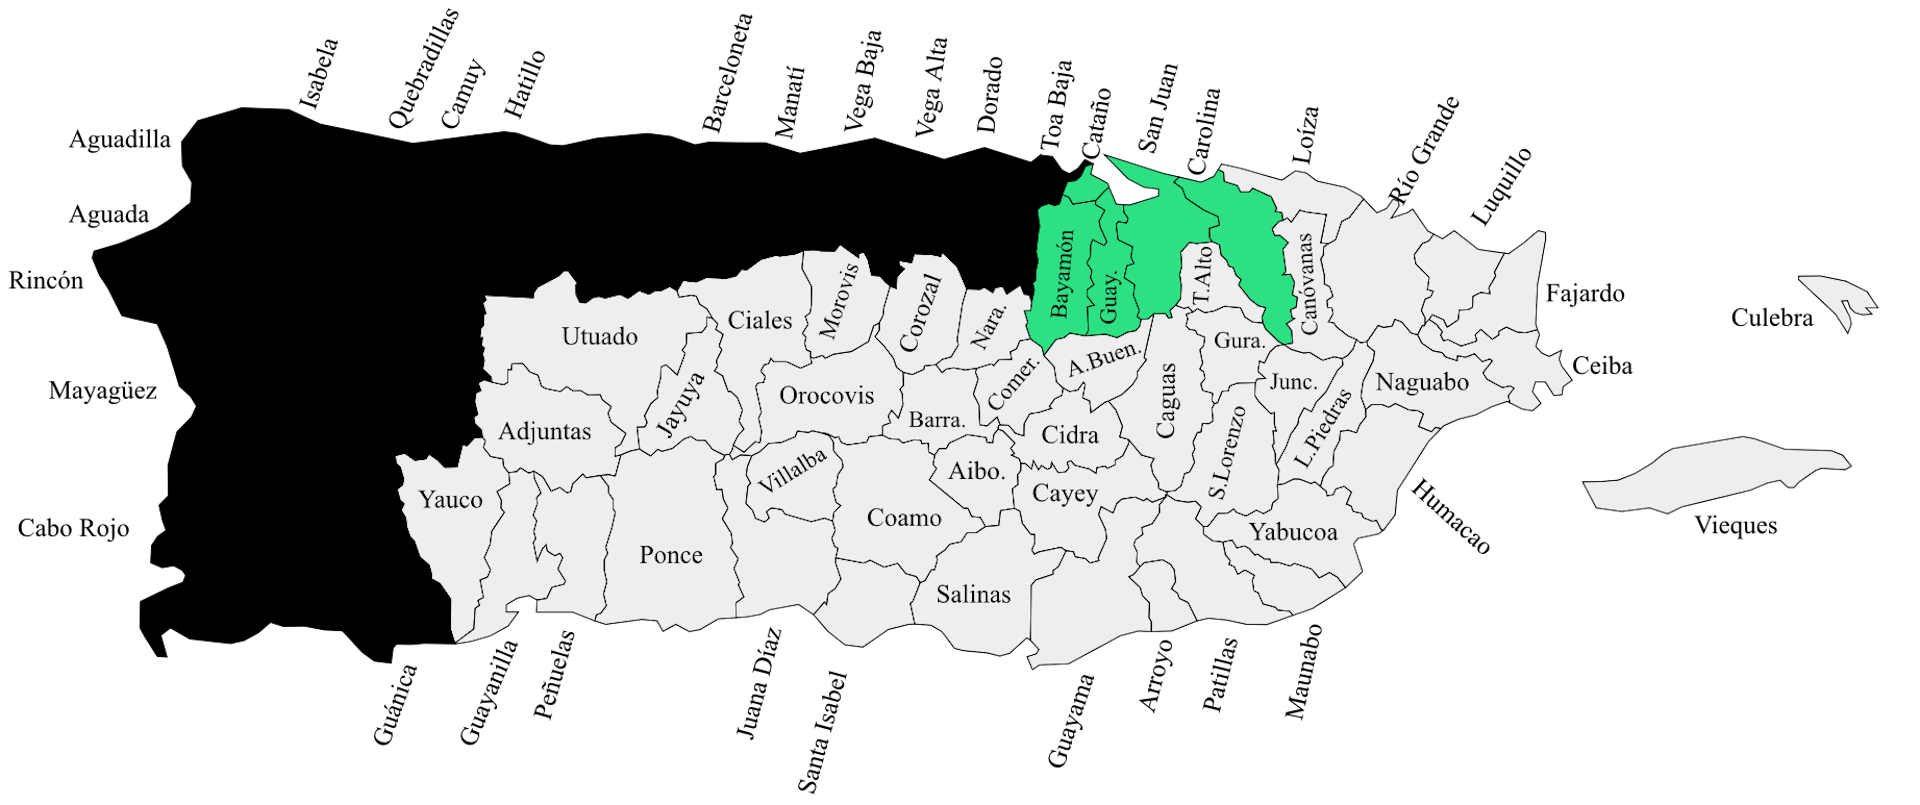 Isabela
Quebradillas
Camuy
Hatillo
Barceloneta
Manatí
Vega Baja
Vega Alta
Dorado
Toa Baja
Cataño
San Juan
Carolina
Loíza
Río Grande
Luquillo
Aguadilla
Aguada
Rincón
Mayagüez
Cabo Rojo
Utuado
Ciales
Morovis
Corozal
Nara.
Bayamón
Guay.
T.Alto
Canóvanas
Fajardo
Culebra
Ceiba
Adjuntas
Jayuya
Orocovis
Barra.
Comer.
A.Buen.
Gura.
Junc.
Naguabo
Caguas
Cidra
S.Lorenzo
L.Piedras
Yauco
Villalba
Aibo.
Cayey
Coamo
Ponce
Salinas
Yabucoa
Humacao
Vieques
Guánica
Guayanilla
Peñuelas
Juana Díaz
Santa Isabel
Guayama
Arroyo
Patillas
Maunabo